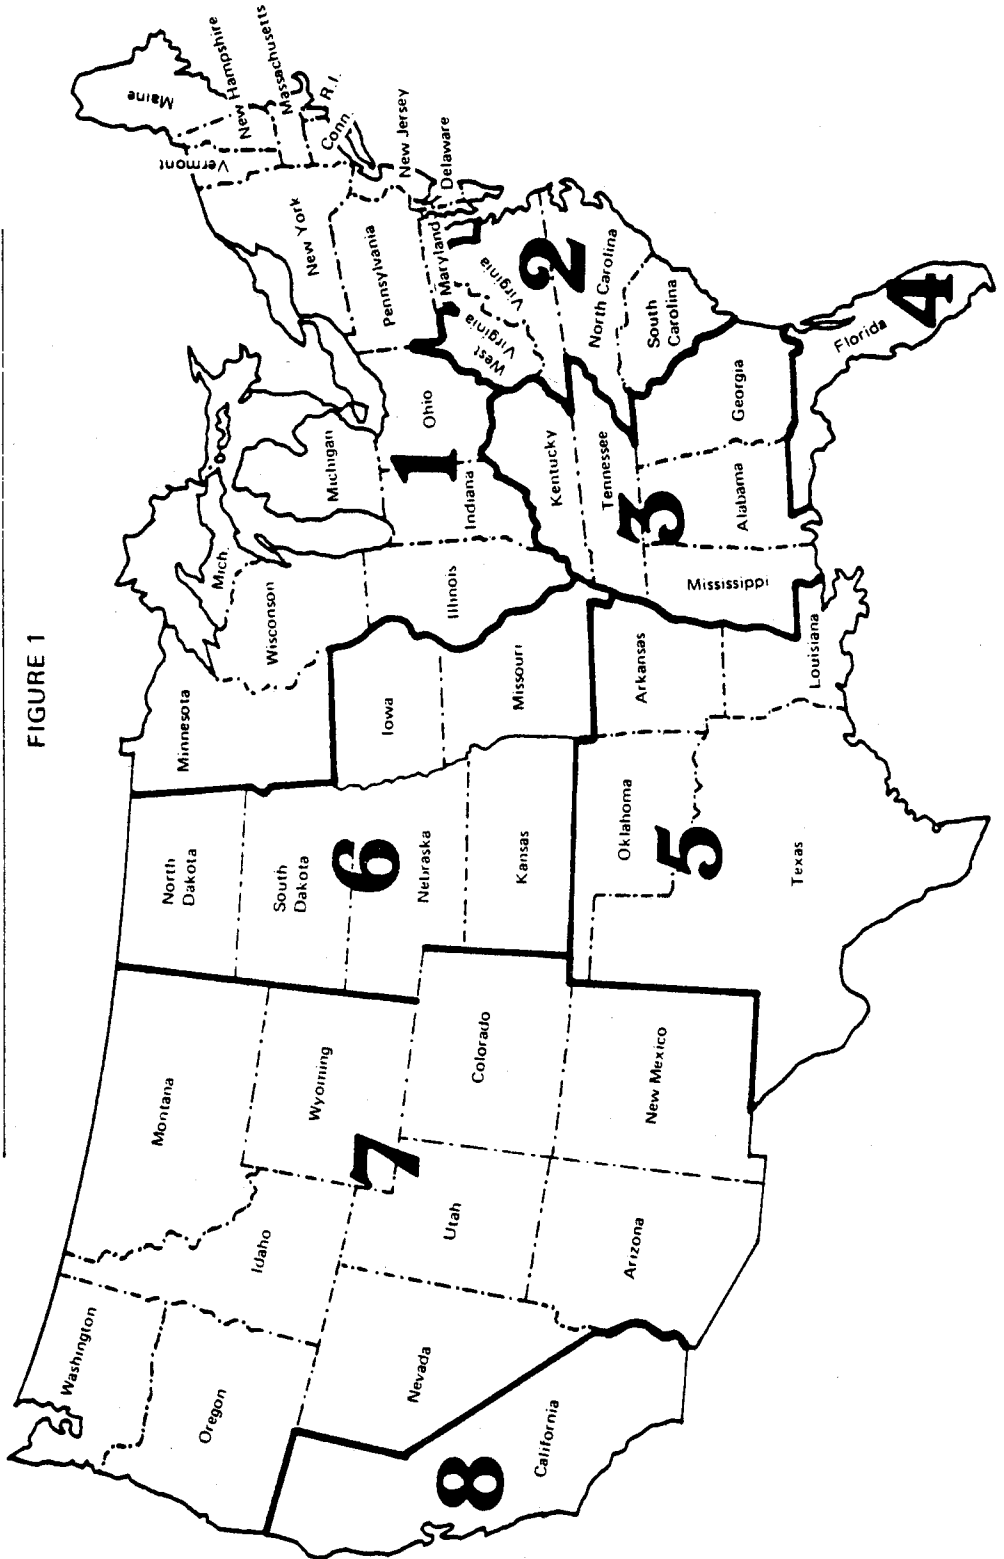 FIGURE 1
Washington
Oregon
California
8
Nevada
Idaho
Montana
Wyoming
7
Utah
Arizona
Colorado
New Mexico
North
Dakota
South
Dakota
6
Nebraska
Kansas
Oklahoma
5
Texas
Minnesota
Iowa
Missouri
Arkansas
Louisiana
Wisconson
Mich.
Michigan
Illinois
Indiana
1
Ohio
Kentucky
Tennessee
3
Mississippi
Alabama
Georgia
Florida
4
South
Carolina
North Carolina
2
Virginia
West
Virginia
Maryland
Delaware
New Jersey
Pennsylvania
New York
Conn.
R.I.
Massachusetts
New Hampshire
Vermont
Maine